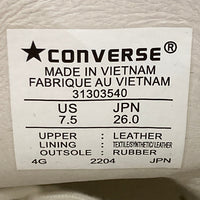 ★CONVERSE®
MADE IN VIETNAM
FABRIQUE AU VIETNAM
31303540
US JPN
7.5 26.0
UPPER : LEATHER
LINING : TEXTILE/SYNTHETIC/LEATHER
OUTSOLE : RUBBER
4G 2204 JPN